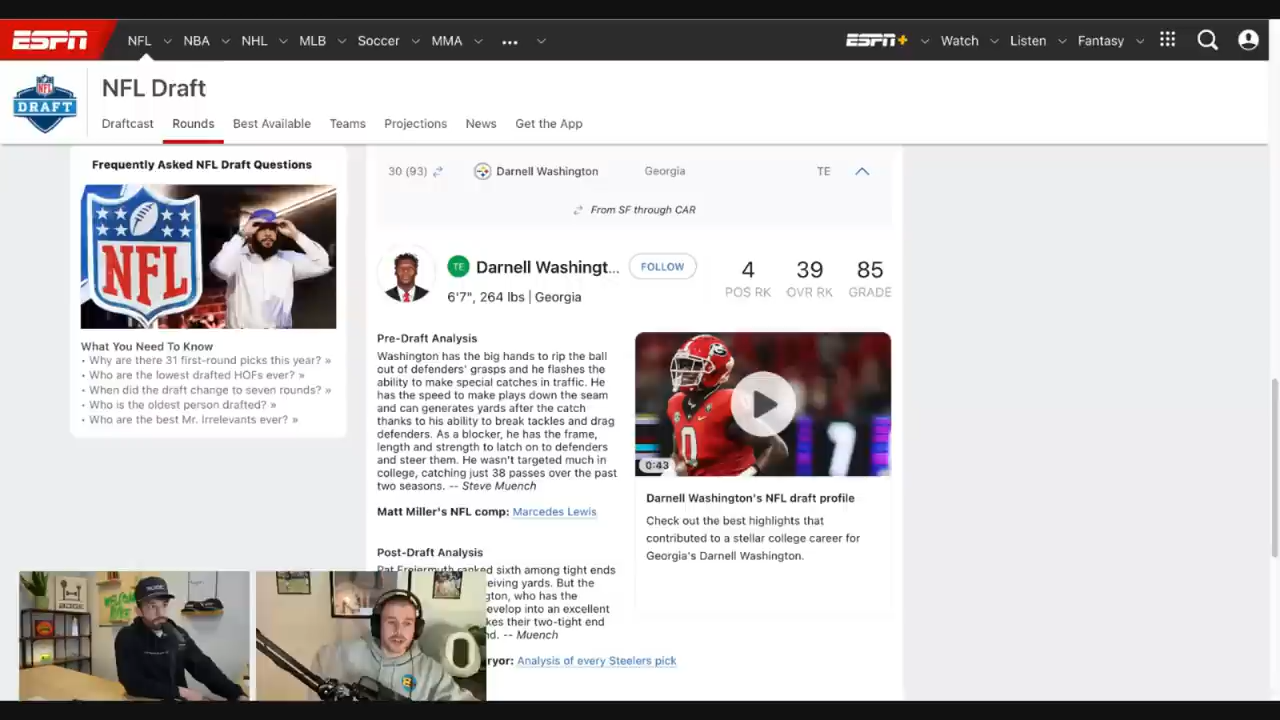 ESPN
NFL
NBA
NHL
MLB
Soccer
MMA
ESPN+
Watch
Listen
Fantasy
NFL
DRAFT
NFL Draft
Draftcast
Rounds
Best Available
Teams
Projections
News
Get the App
Frequently Asked NFL Draft Questions
NFL
What You Need To Know
• Why are there 31 first-round picks this year? »
• Who are the lowest drafted HOFs ever? »
• When did the draft change to seven rounds? »
• Who is the oldest person drafted? »
• Who are the best Mr. Irrelevants ever? »
30 (93)
Darnell Washington
Georgia
TE
From SF through CAR
TE
Darnell Washingt...
FOLLOW
6'7", 264 lbs | Georgia
4
POS RK
39
OVR RK
85
GRADE
Pre-Draft Analysis
Washington has the big hands to rip the ball
out of defenders' grasps and he flashes the
ability to make special catches in traffic. He
has the speed to make plays down the seam
and can generates yards after the catch
thanks to his ability to break tackles and drag
defenders. As a blocker, he has the frame,
length and strength to latch on to defenders
and steer them. He wasn't targeted much in
college, catching just 38 passes over the past
two seasons. -- Steve Muench
Matt Miller's NFL comp: Marcedes Lewis
0:43
Darnell Washington's NFL draft profile
Check out the best highlights that
contributed to a stellar college career for
Georgia's Darnell Washington.
Post-Draft Analysis
Pat Freiermuth ranked sixth among tight ends
eiving yards. But the
gton, who has the
evelop into an excellent
kes their two-tight end
d. -- Muench
ryor: Analysis of every Steelers pick